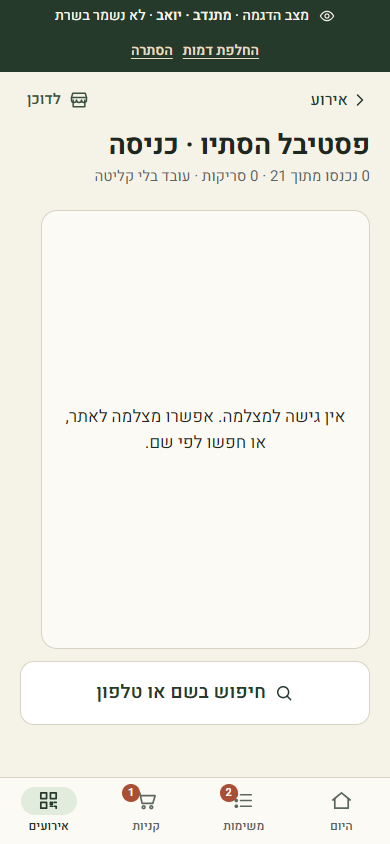 מצב הדגמה · מתנדב · יואב · לא נשמר בשרת
החלפת דמות הסתרה
אירוע
לדוכן
פסטיבל הסתיו · כניסה
0 נכנסו מתוך 21 · 0 סריקות · עובד בלי קליטה
אין גישה למצלמה. אפשרו מצלמה לאתר,
או חפשו לפי שם.
חיפוש בשם או טלפון
2
1
היום
משימות
קניות
אירועים